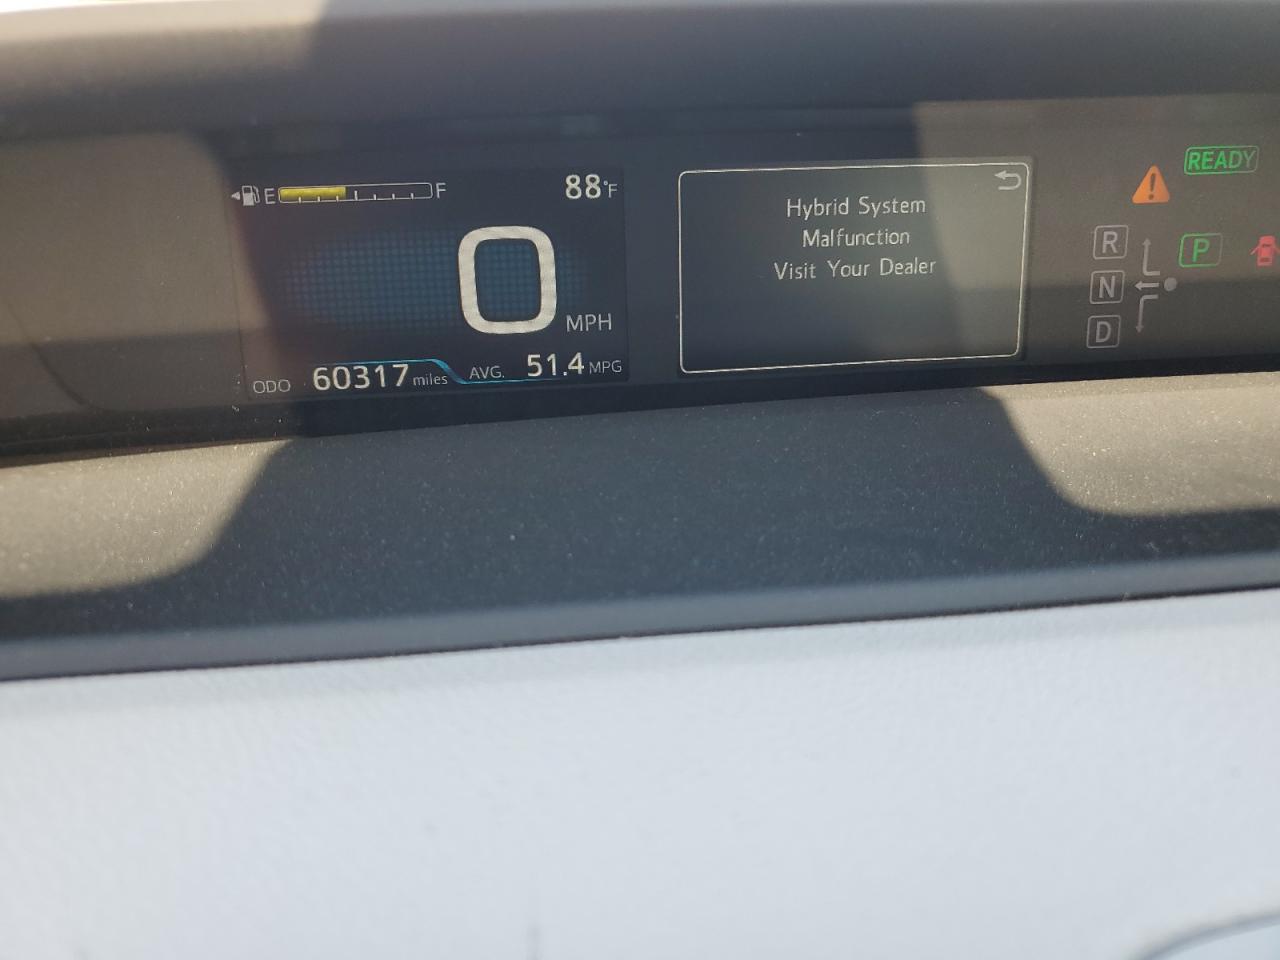 E F 88°F
0 MPH
ODO 60317 miles AVG. 51.4 MPG
Hybrid System
Malfunction
Visit Your Dealer
READY
R
P
N
D